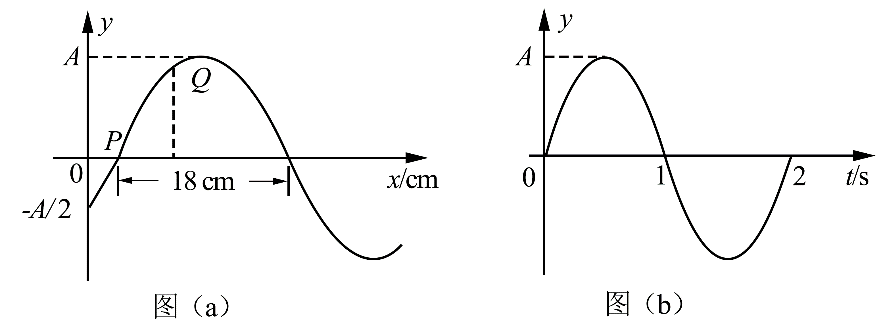 y
A
Q
P
0
18 cm
x/cm
-A/2
图（a）
y
A
0
1
2
t/s
图（b）